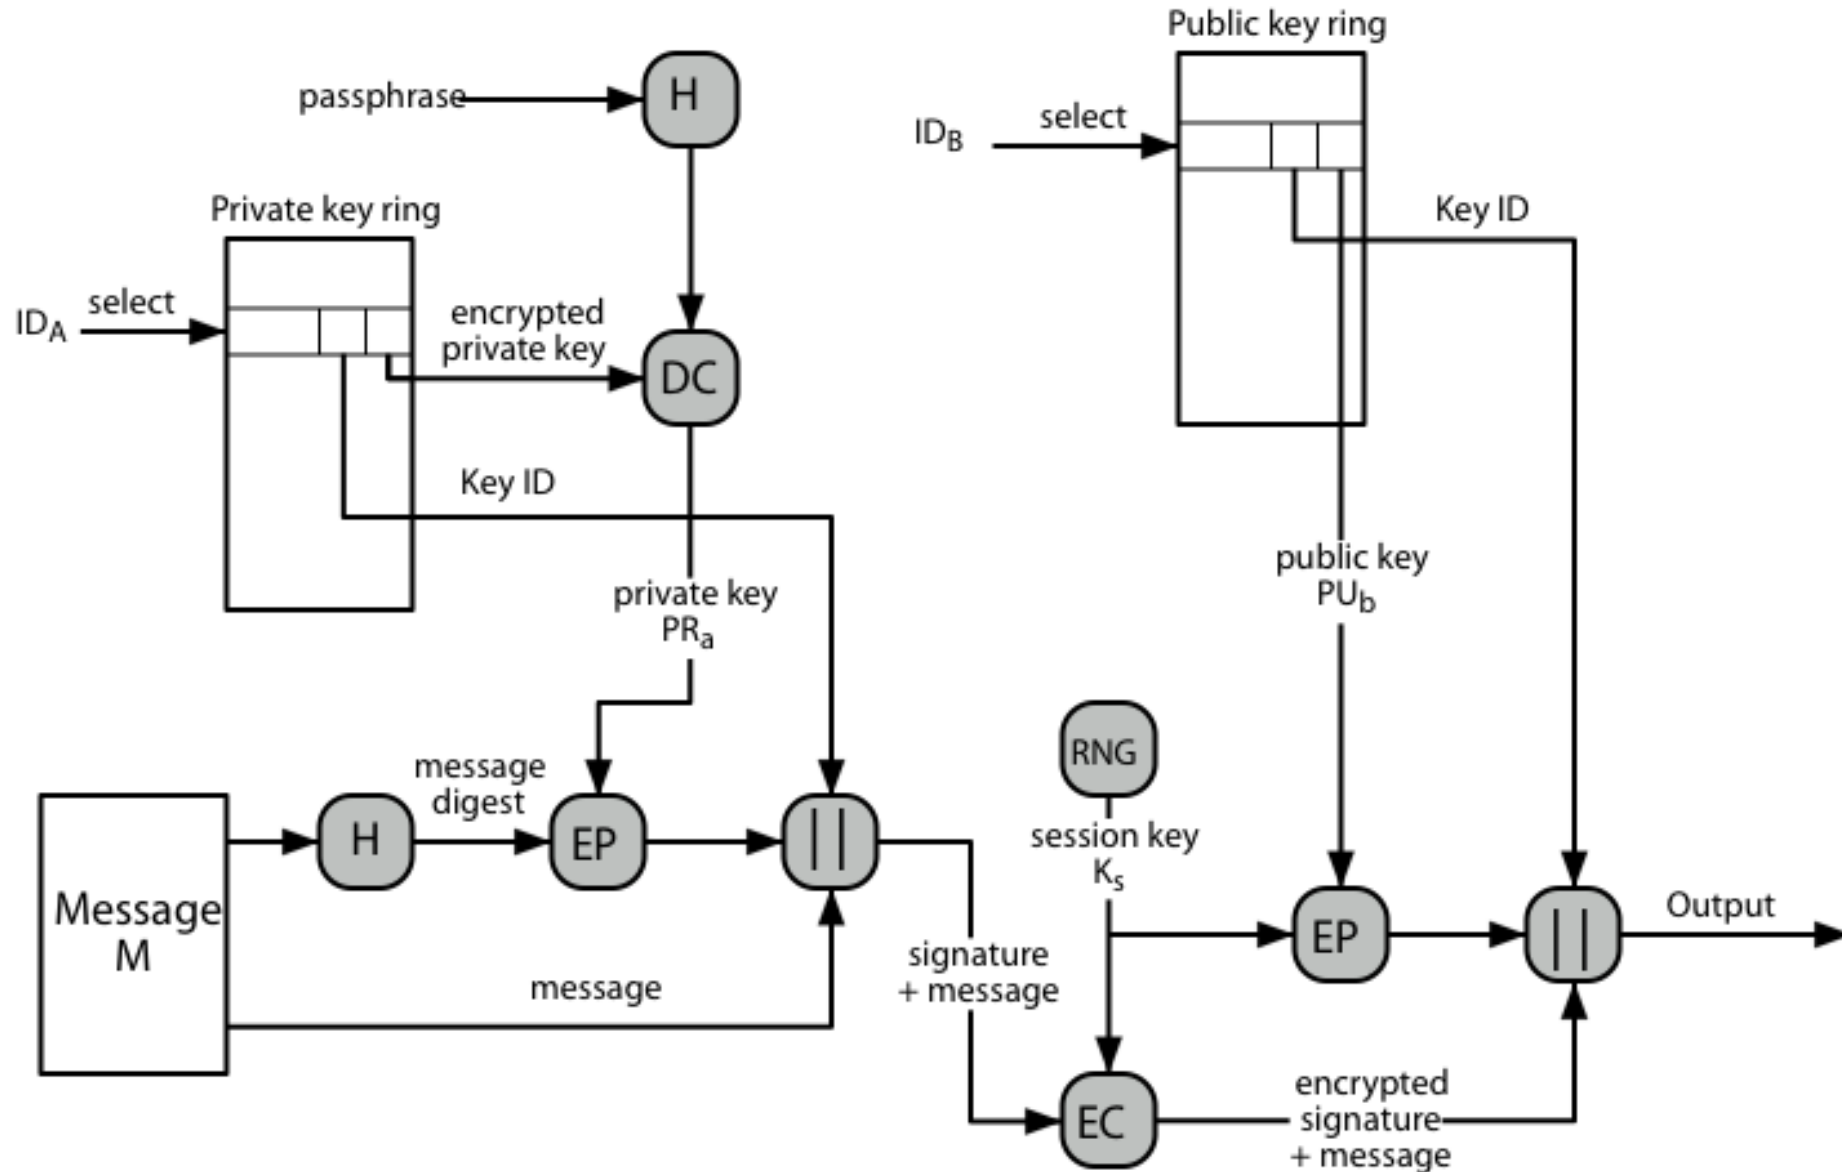 Public key ring
passphrase
H
ID_B
select
Private key ring
Key ID
ID_A
select
encrypted
private key
DC
Key ID
private key
PR_a
public key
PU_b
RNG
message
digest
session key
K_s
Message
M
H
EP
||
signature
+ message
message
EP
||
Output
EC
encrypted
signature
+ message